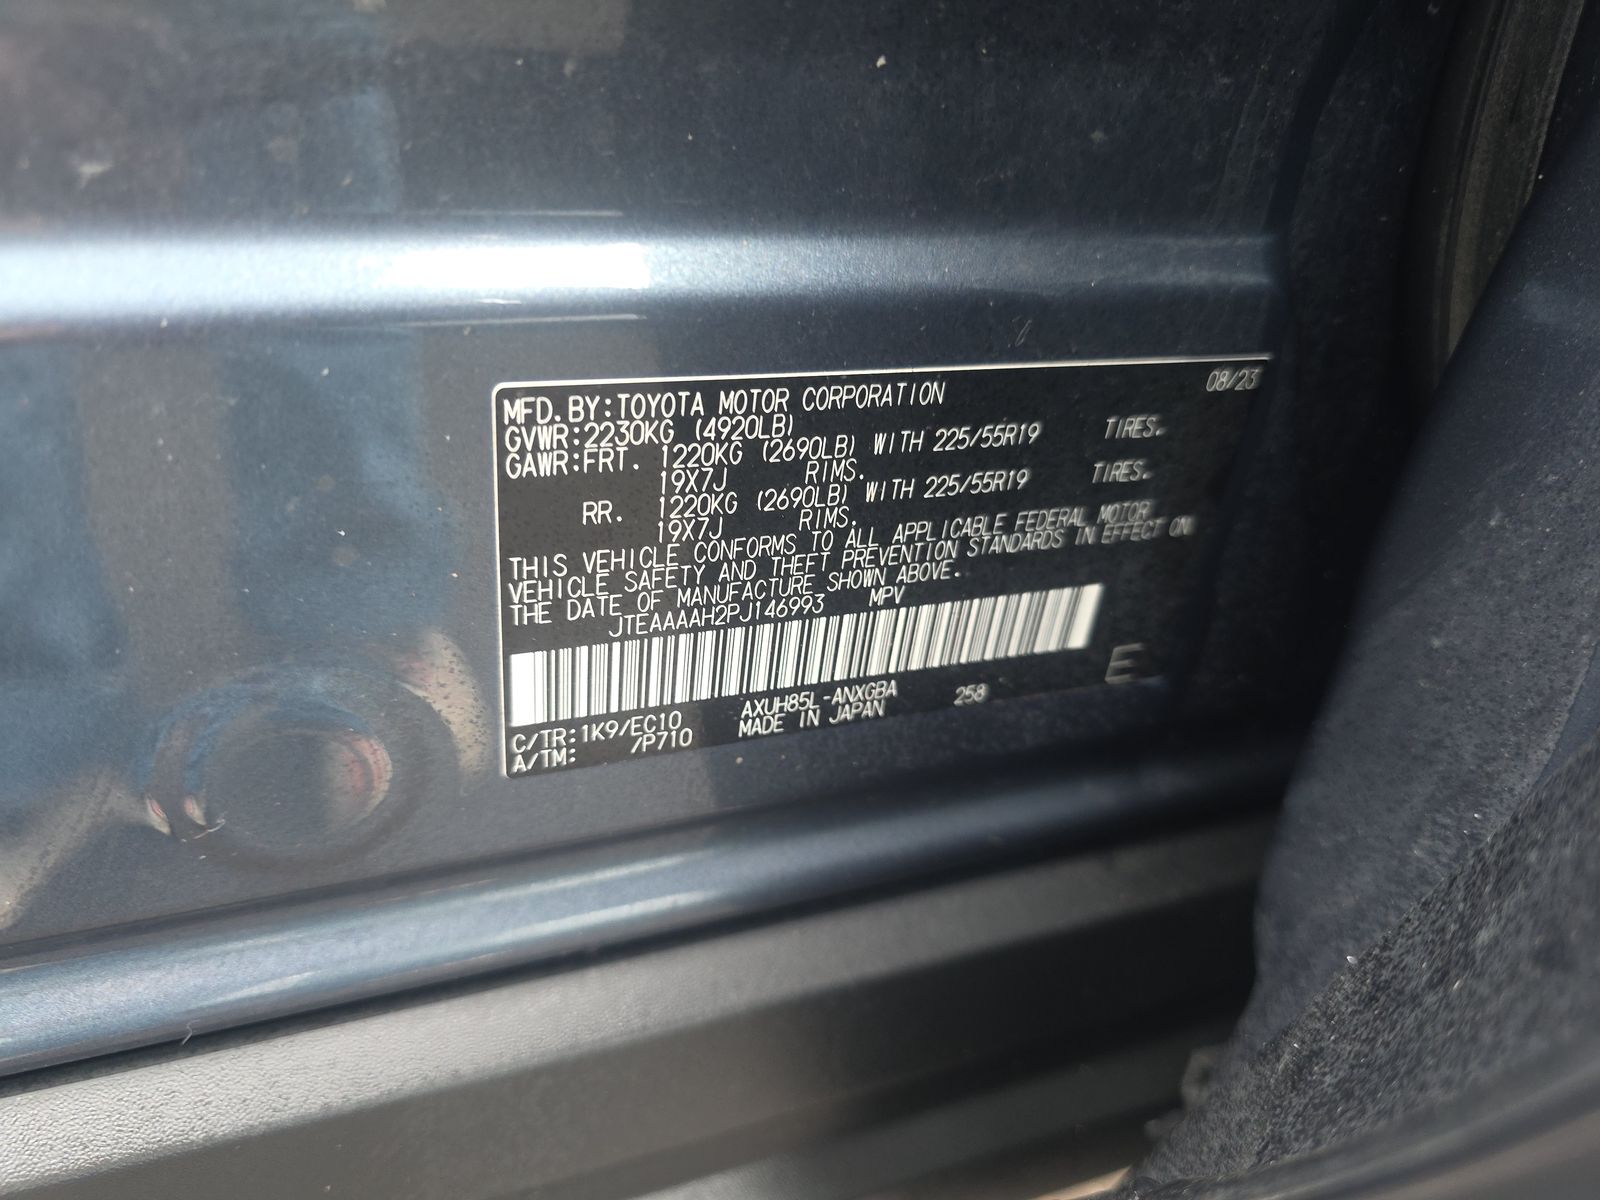 08/23
MFD. BY: TOYOTA MOTOR CORPORATION
GVWR: 2230KG (4920LB)
GAWR: FRT. 1220KG (2690LB) WITH 225/55R19 TIRES.
19X7J RIMS.
RR. 1220KG (2690LB) WITH 225/55R19 TIRES.
19X7J RIMS.
THIS VEHICLE CONFORMS TO ALL APPLICABLE FEDERAL MOTOR
VEHICLE SAFETY AND THEFT PREVENTION STANDARDS IN EFFECT ON
THE DATE OF MANUFACTURE SHOWN ABOVE.
JTEAAAAH2PJ146993 MPV
E
C/TR: 1K9/EC10 AXUH85L-ANXGBA 258
A/TM: /P710 MADE IN JAPAN